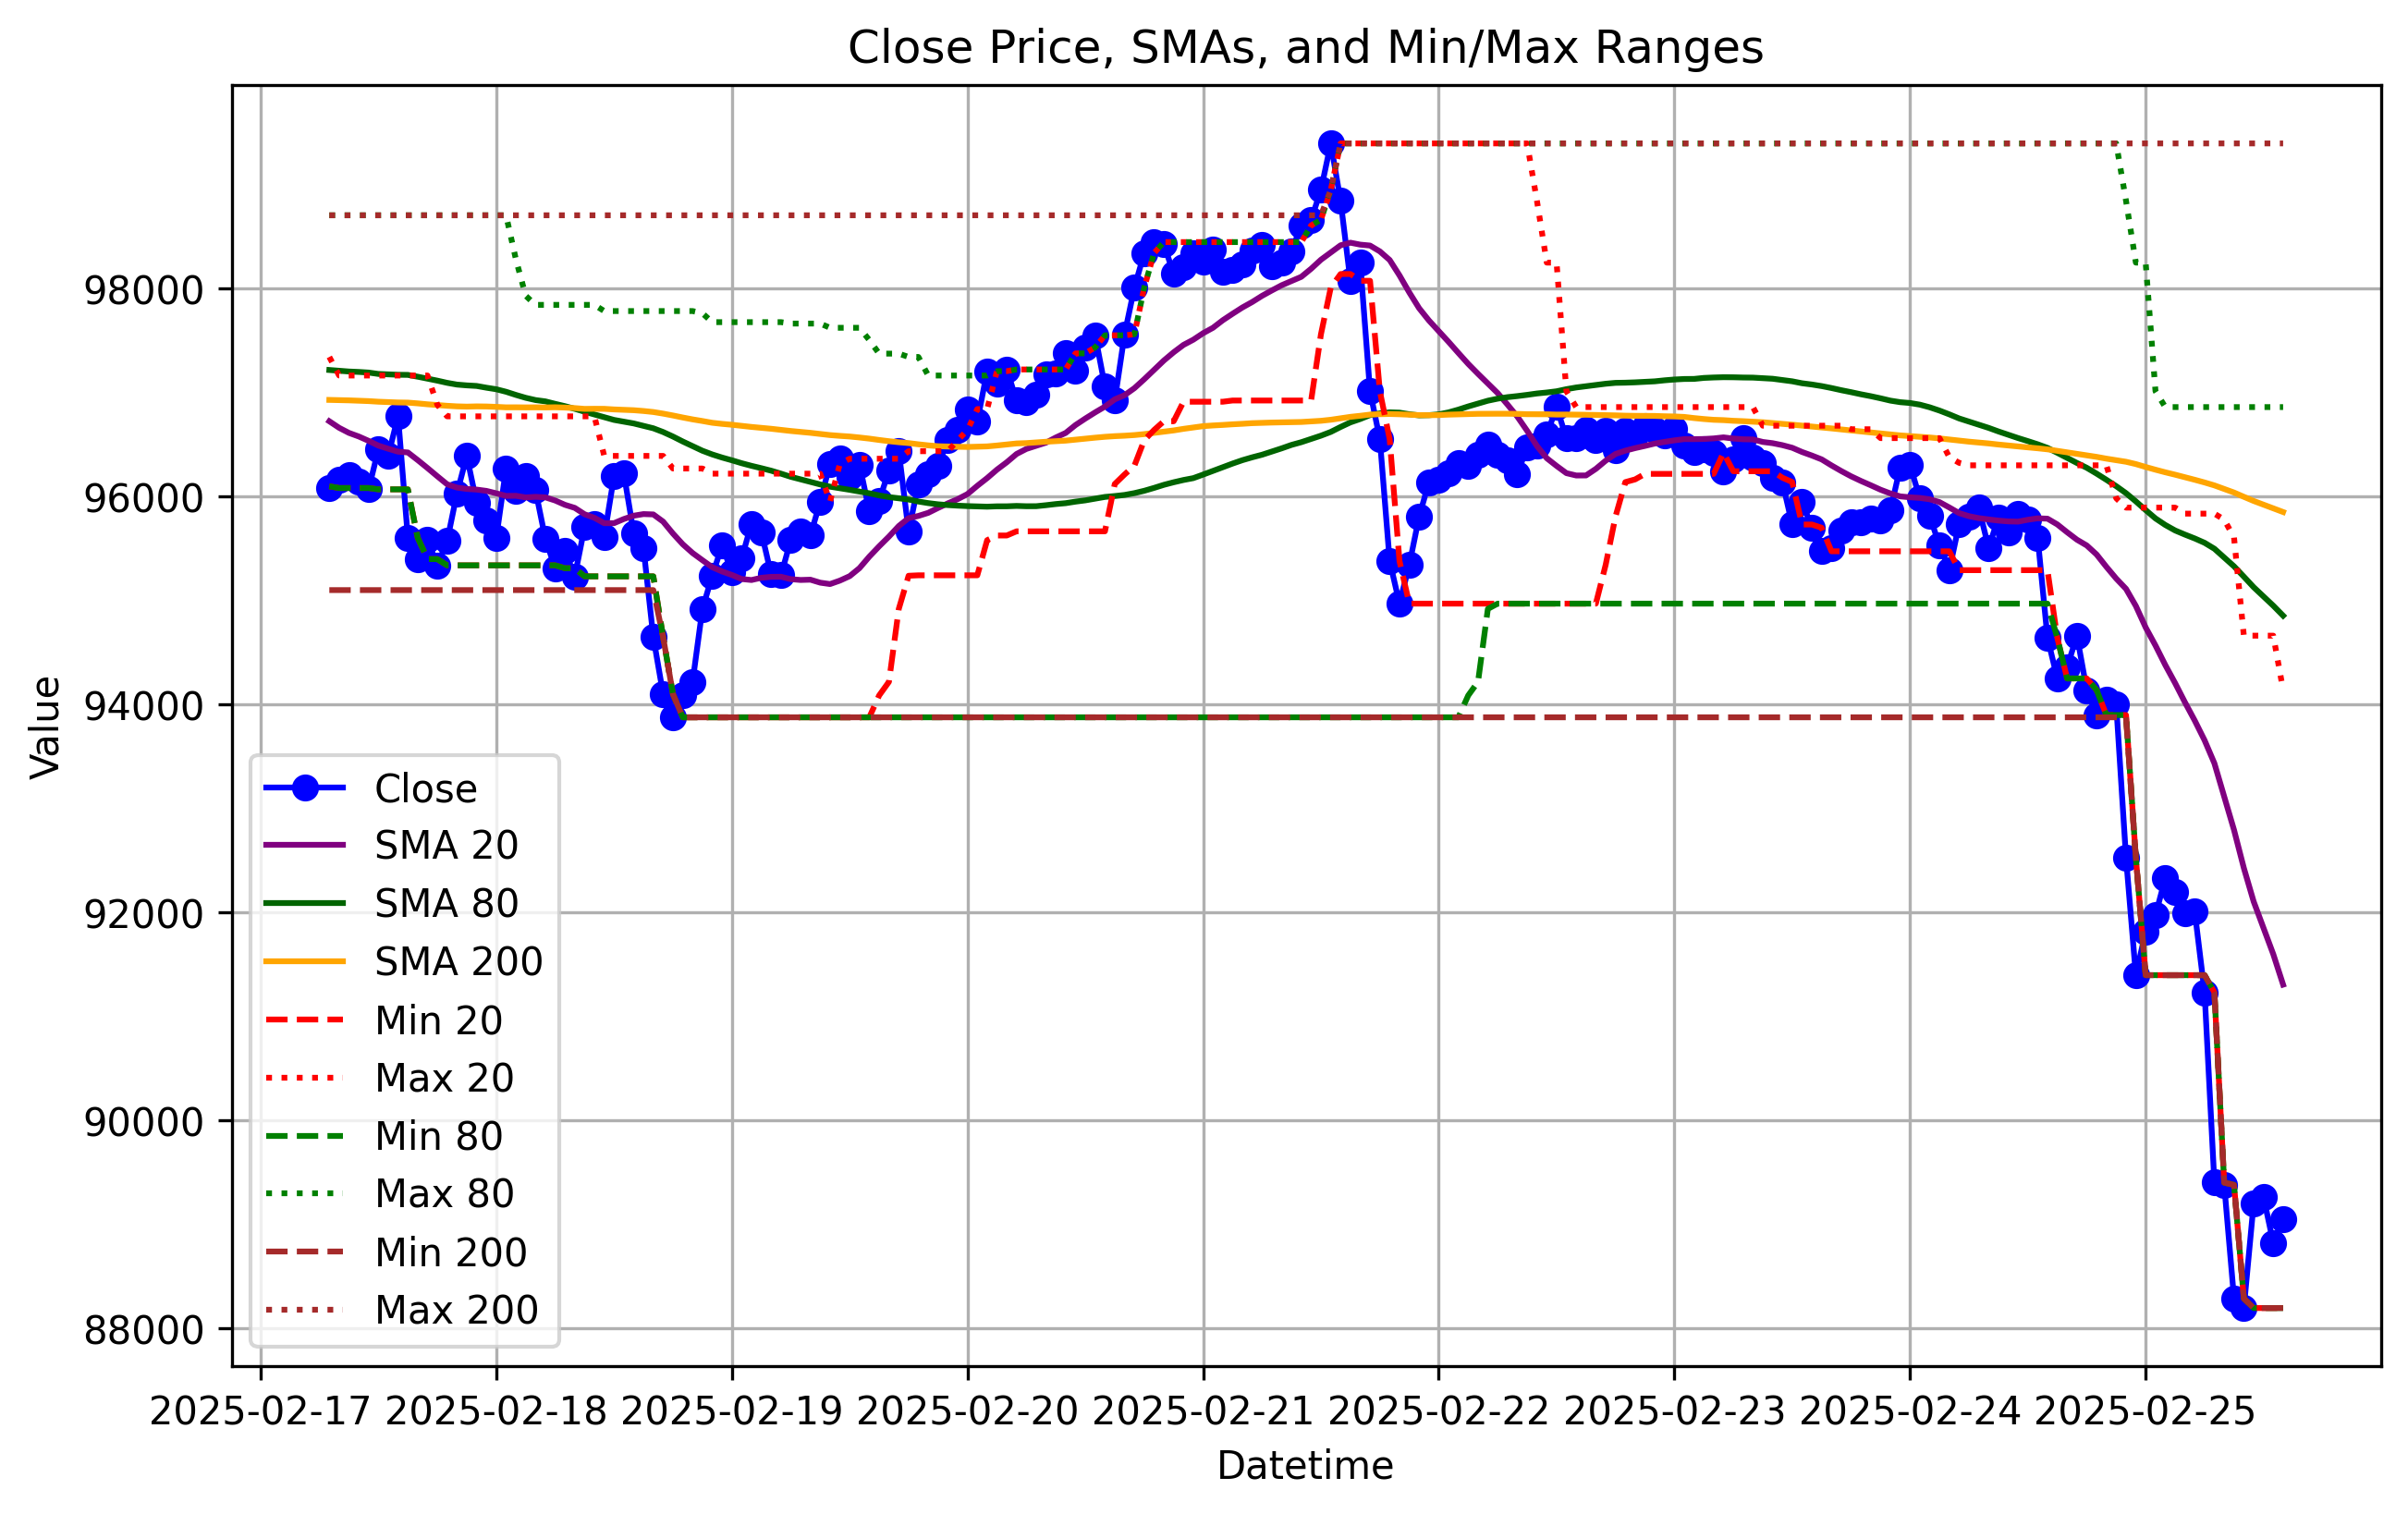 Close Price, SMAs, and Min/Max Ranges
98000
96000
94000
92000
90000
88000
Value
Close
SMA 20
SMA 80
SMA 200
Min 20
Max 20
Min 80
Max 80
Min 200
Max 200
2025-02-17 2025-02-18 2025-02-19 2025-02-20 2025-02-21 2025-02-22 2025-02-23 2025-02-24 2025-02-25
Datetime